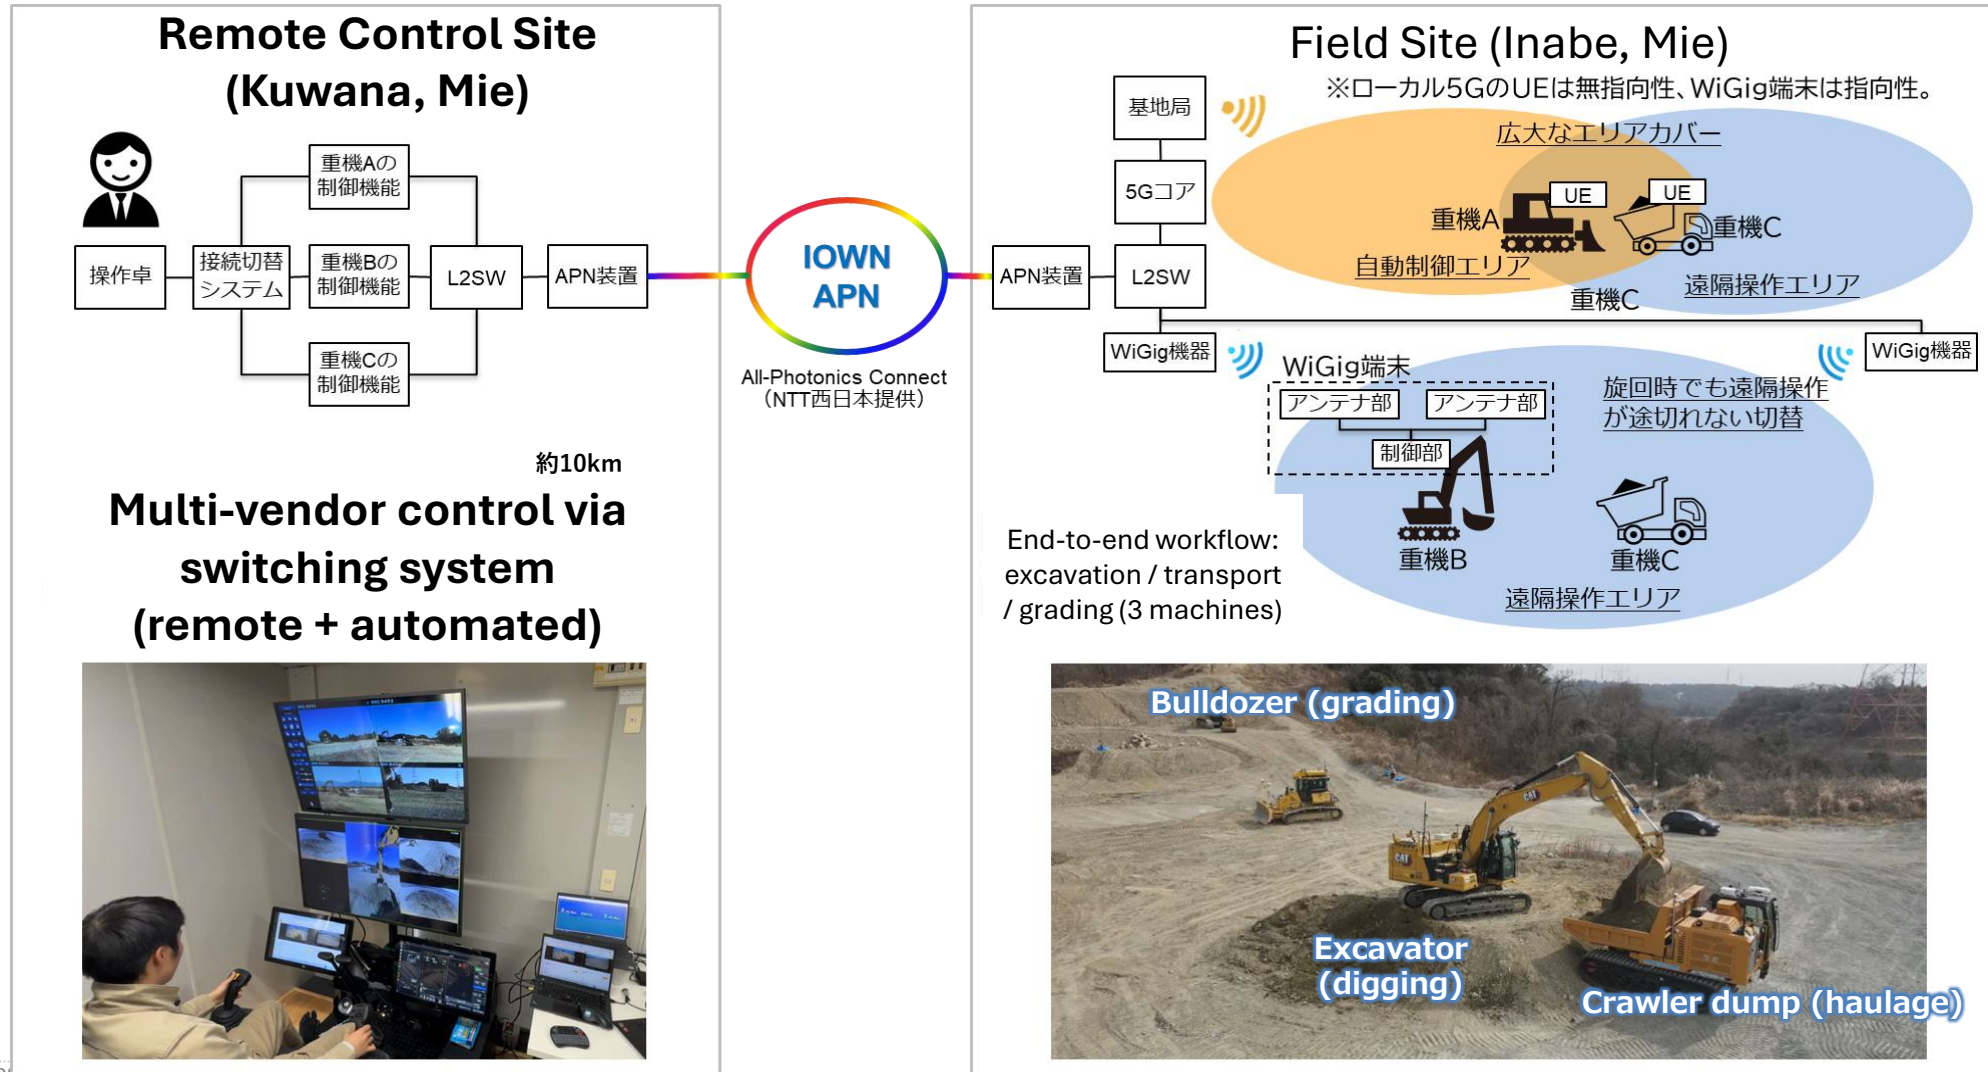 Remote Control Site
(Kuwana, Mie)
操作卓
接続切替
システム
重機Aの
制御機能
重機Bの
制御機能
重機Cの
制御機能
L2SW
APN装置
約10km
Multi-vendor control via
switching system
(remote + automated)
IOWN
APN
All-Photonics Connect
（NTT西日本提供）
Field Site (Inabe, Mie)
※ローカル5GのUEは無指向性、WiGig端末は指向性。
基地局
5Gコア
APN装置
L2SW
広大なエリアカバー
UE
UE
重機A
重機C
自動制御エリア
遠隔操作エリア
重機C
WiGig機器
WiGig機器
WiGig端末
アンテナ部
アンテナ部
制御部
旋回時でも遠隔操作
が途切れない切替
重機B
重機C
遠隔操作エリア
End-to-end workflow:
excavation / transport
/ grading (3 machines)
Bulldozer (grading)
CAT
CAT
Excavator
(digging)
Crawler dump (haulage)